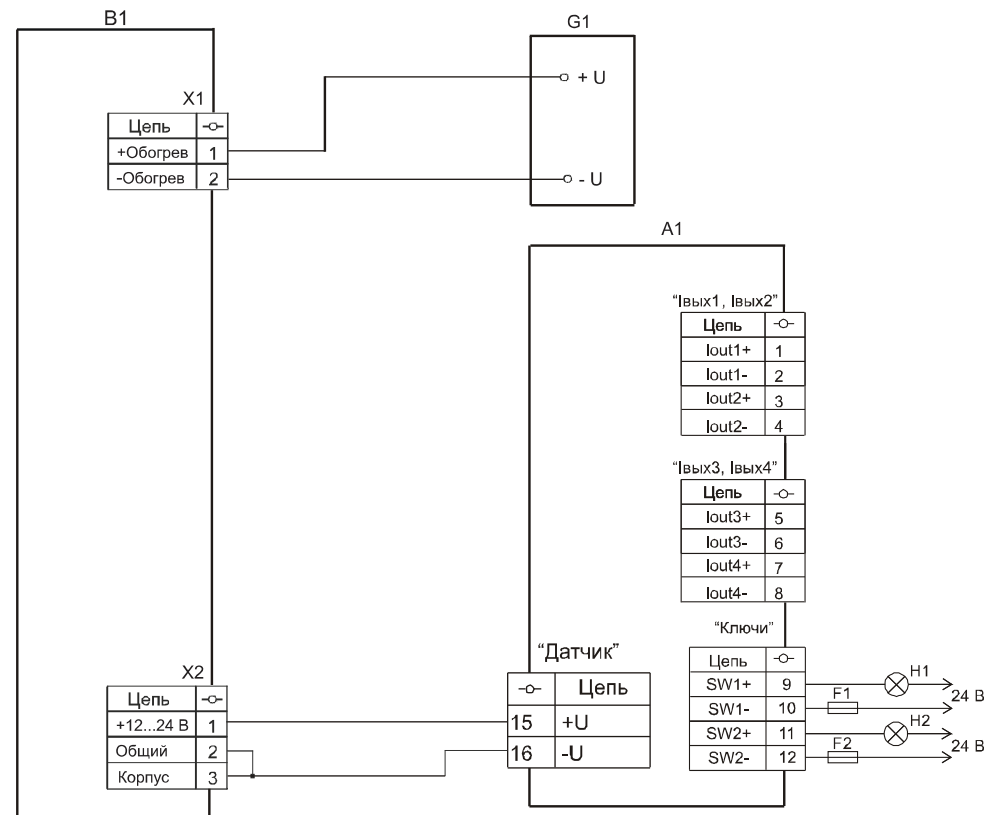 B1
G1
+ U
X1
Цепь
+Обогрев 1
-Обогрев 2
- U
A1
“Iвых1, Iвых2”
Цепь
Iout1+ 1
Iout1- 2
Iout2+ 3
Iout2- 4
“Iвых3, Iвых4”
Цепь
Iout3+ 5
Iout3- 6
Iout4+ 7
Iout4- 8
“Ключи”
Цепь
SW1+ 9 H1
SW1- 10 F1 24 В
SW2+ 11 H2
SW2- 12 F2 24 В
“Датчик”
Цепь
15 +U
16 -U
X2
Цепь
+12...24 В 1
Общий 2
Корпус 3